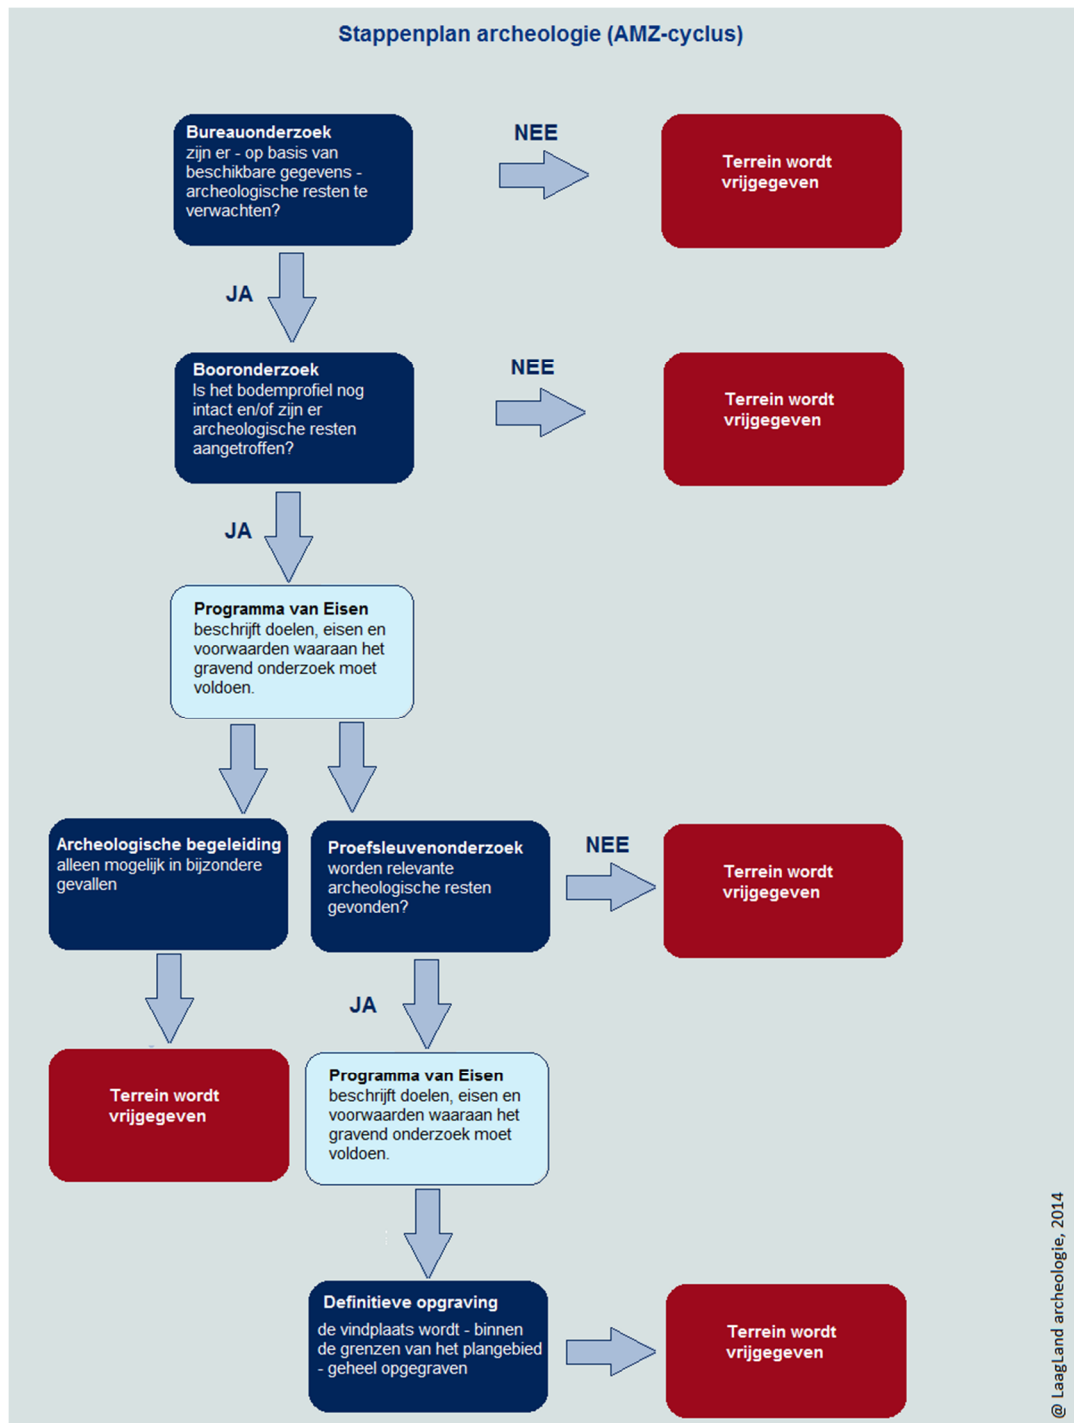 Stappenplan archeologie (AMZ-cyclus)
Bureauonderzoek
zijn er - op basis van
beschikbare gegevens -
archeologische resten te
verwachten?
NEE
Terrein wordt
vrijgegeven
JA
Booronderzoek
Is het bodemprofiel nog
intact en/of zijn er
archeologische resten
aangetroffen?
NEE
Terrein wordt
vrijgegeven
JA
Programma van Eisen
beschrijft doelen, eisen en
voorwaarden waaraan het
gravend onderzoek moet
voldoen.
Archeologische begeleiding
alleen mogelijk in bijzondere
gevallen
Proefsleuvenonderzoek
worden relevante
archeologische resten
gevonden?
NEE
Terrein wordt
vrijgegeven
JA
Terrein wordt
vrijgegeven
Programma van Eisen
beschrijft doelen, eisen en
voorwaarden waaraan het
gravend onderzoek moet
voldoen.
Definitieve opgraving
de vindplaats wordt - binnen
de grenzen van het plangebied
- geheel opgegraven
Terrein wordt
vrijgegeven
@ LaagLand archeologie, 2014